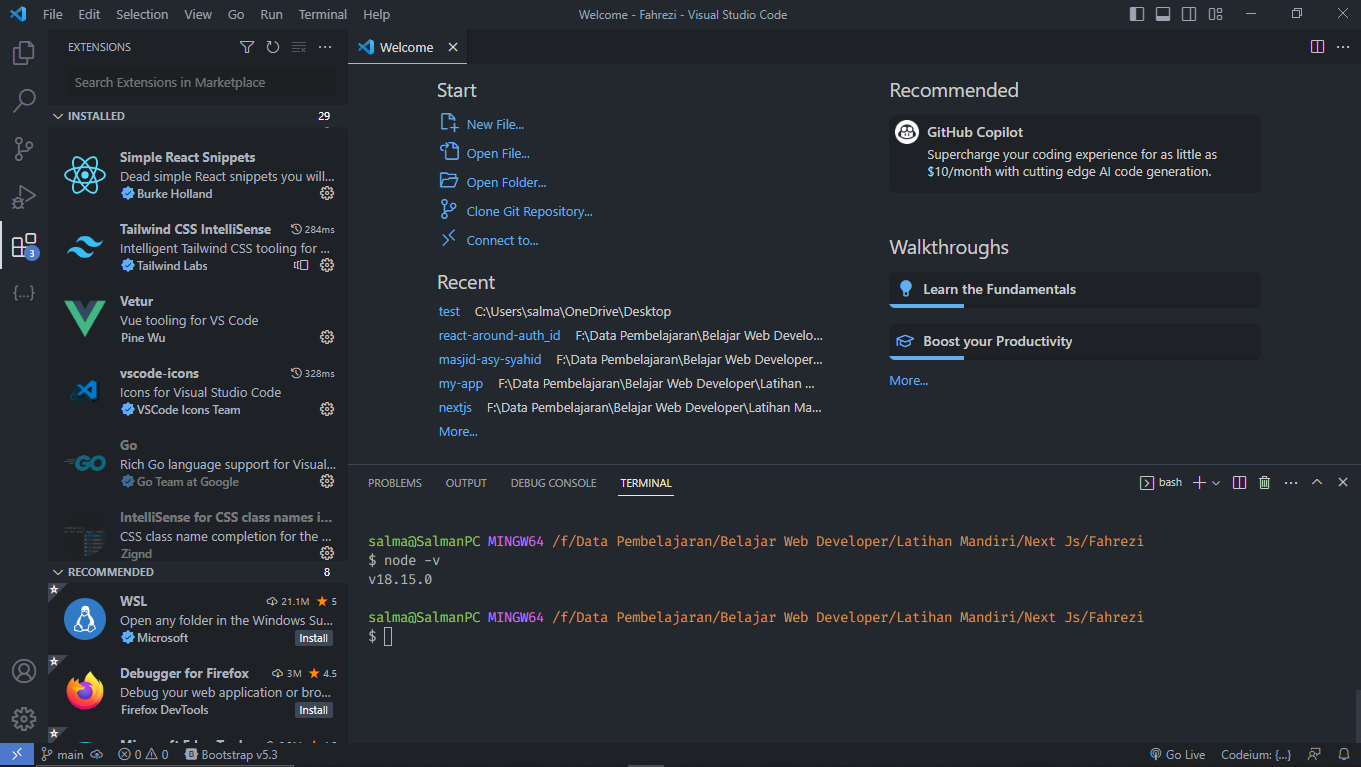 File Edit Selection View Go Run Terminal Help
Welcome - Fahrezi - Visual Studio Code
EXTENSIONS
Search Extensions in Marketplace
INSTALLED 29
Simple React Snippets
Dead simple React snippets you will...
Burke Holland
Tailwind CSS IntelliSense 284ms
Intelligent Tailwind CSS tooling for ...
Tailwind Labs
Vetur
Vue tooling for VS Code
Pine Wu
vscode-icons 328ms
Icons for Visual Studio Code
VSCode Icons Team
Go
Rich Go language support for Visual...
Go Team at Google
IntelliSense for CSS class names i...
CSS class name completion for the ...
Zignd
RECOMMENDED 8
WSL 21.1M 5
Open any folder in the Windows Su...
Microsoft Install
Debugger for Firefox 3M 4.5
Debug your web application or bro...
Firefox DevTools Install
3
{...}
Welcome
Start
New File...
Open File...
Open Folder...
Clone Git Repository...
Connect to...
Recent
test C:\Users\salma\OneDrive\Desktop
react-around-auth_id F:\Data Pembelajaran\Belajar Web Develo...
masjid-asy-syahid F:\Data Pembelajaran\Belajar Web Developer...
my-app F:\Data Pembelajaran\Belajar Web Developer\Latihan ...
nextjs F:\Data Pembelajaran\Belajar Web Developer\Latihan Ma...
More...
Recommended
GitHub Copilot
Supercharge your coding experience for as little as
$10/month with cutting edge AI code generation.
Walkthroughs
Learn the Fundamentals
Boost your Productivity
More...
PROBLEMS OUTPUT DEBUG CONSOLE TERMINAL
bash
salma@SalmanPC MINGW64 /f/Data Pembelajaran/Belajar Web Developer/Latihan Mandiri/Next Js/Fahrezi
$ node -v
v18.15.0
salma@SalmanPC MINGW64 /f/Data Pembelajaran/Belajar Web Developer/Latihan Mandiri/Next Js/Fahrezi
$
main 0 0 Bootstrap v5.3
Go Live Codeium: {...}